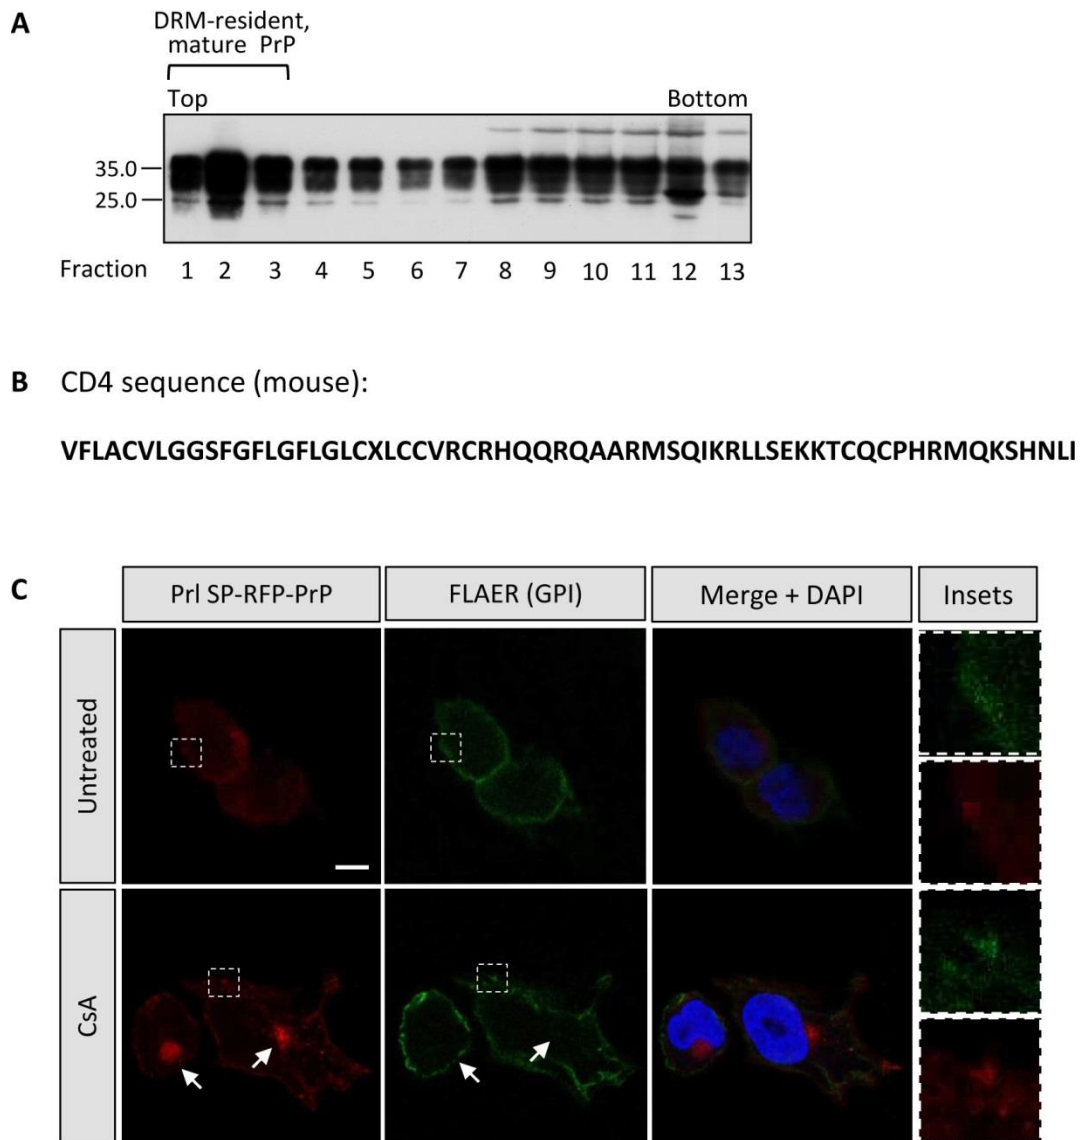 A
DRM-resident,
mature PrP
Top
Bottom
35.0
25.0
Fraction 1 2 3 4 5 6 7 8 9 10 11 12 13
B CD4 sequence (mouse):
VFLACVLGGSFGFLGFLGLCXLCCVRCRHQQRQAARMSQIKRLLSEKKTCQCPHRMQKSHNLI
C
Prl SP-RFP-PrP
FLAER (GPI)
Merge + DAPI
Insets
Untreated
CsA